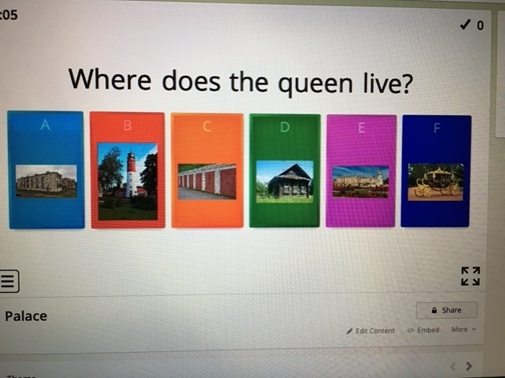 :05
✓ 0
Where does the queen live?
A B C D E F
Palace
Share
Edit Content Embed More